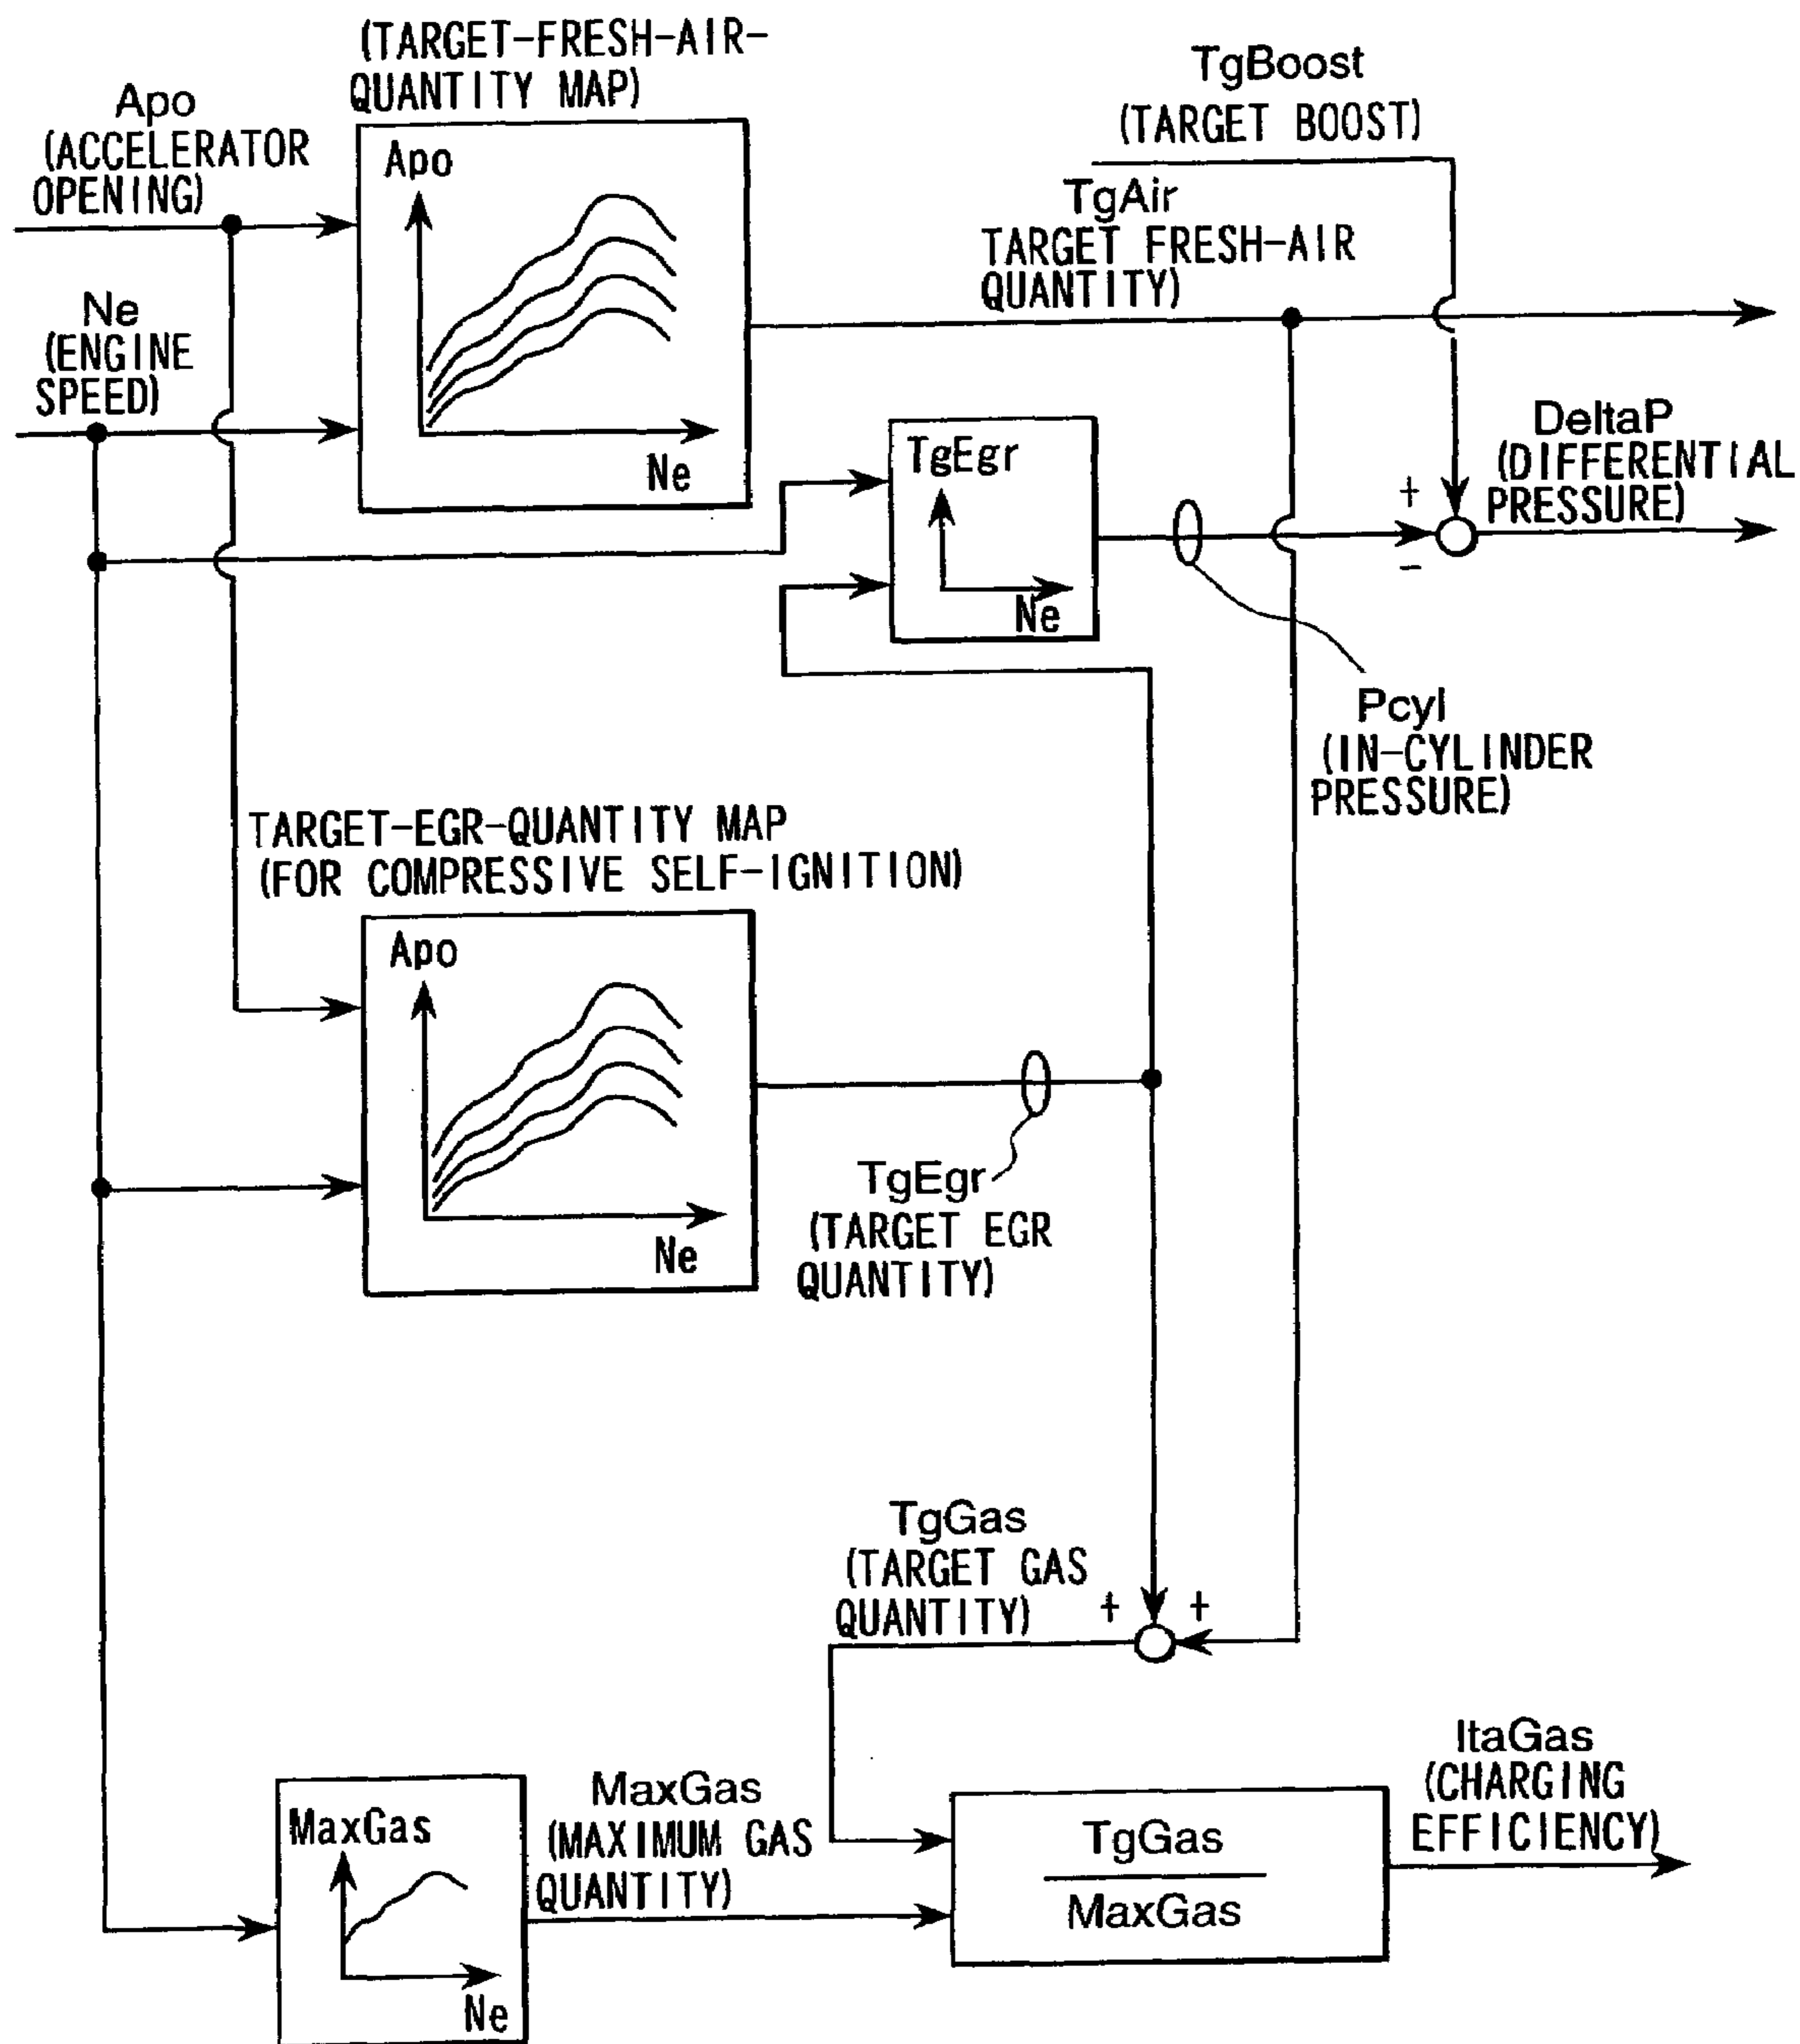 (TARGET-FRESH-AIR-
QUANTITY MAP)
TgBoost
(TARGET BOOST)
Apo
(ACCELERATOR
OPENING)
Apo
Ne
TgAir
TARGET FRESH-AIR
QUANTITY)
Ne
(ENGINE
SPEED)
TgEgr
Ne
DeltaP
(DIFFERENTIAL
PRESSURE)
+
−
Pcyl
(IN-CYLINDER
PRESSURE)
TARGET-EGR-QUANTITY MAP
(FOR COMPRESSIVE SELF-IGNITION)
Apo
Ne
TgEgr
(TARGET EGR
QUANTITY)
TgGas
(TARGET GAS
QUANTITY)
+ +
MaxGas
Ne
MaxGas
(MAXIMUM GAS
QUANTITY)
TgGas
MaxGas
ItaGas
(CHARGING
EFFICIENCY)